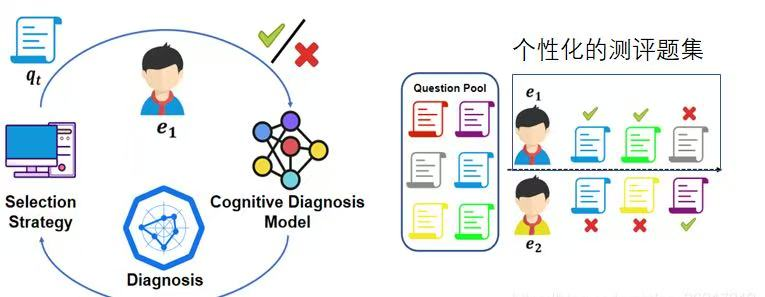 q_t
e_1
Selection
Strategy
Cognitive Diagnosis
Model
Diagnosis
个性化的测评题集
Question Pool
e_1
e_2